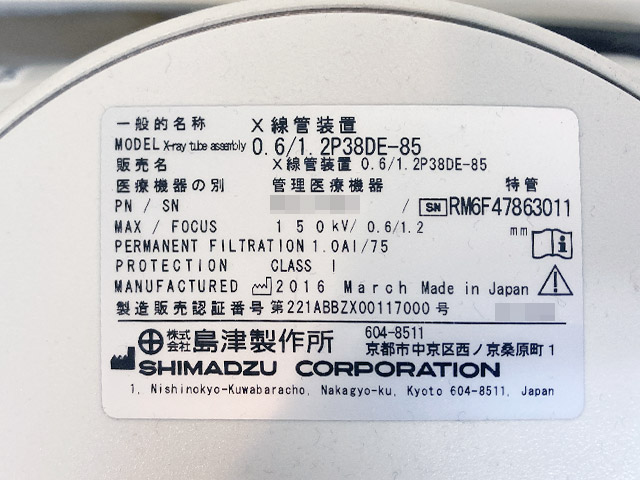 一般的名称 X線管装置
MODEL X-ray tube assembly 0.6/1.2P38DE-85
販売名 X線管装置 0.6/1.2P38DE-85
医療機器の別 管理医療機器 特管
PN / SN / SN RM6F47863011
MAX / FOCUS 150kV/ 0.6/1.2 mm
PERMANENT FILTRATION 1.0Al/75
PROTECTION CLASS I
MANUFACTURED 2016 March Made in Japan
製造販売認証番号 第221ABBZX00117000号
株式会社 島津製作所 604-8511
京都市中京区西ノ京桑原町1
SHIMADZU CORPORATION
1, Nishinokyo-Kuwabaracho, Nakagyo-ku, Kyoto 604-8511, Japan